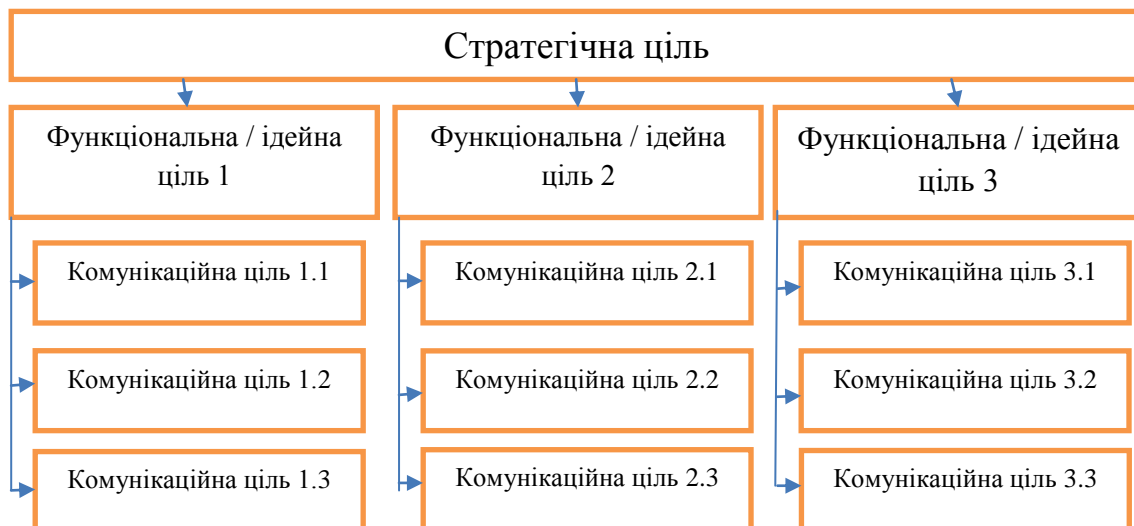 Стратегічна ціль
Функціональна / ідейна
ціль 1
Функціональна / ідейна
ціль 2
Функціональна / ідейна
ціль 3
Комунікаційна ціль 1.1
Комунікаційна ціль 2.1
Комунікаційна ціль 3.1
Комунікаційна ціль 1.2
Комунікаційна ціль 2.2
Комунікаційна ціль 3.2
Комунікаційна ціль 1.3
Комунікаційна ціль 2.3
Комунікаційна ціль 3.3